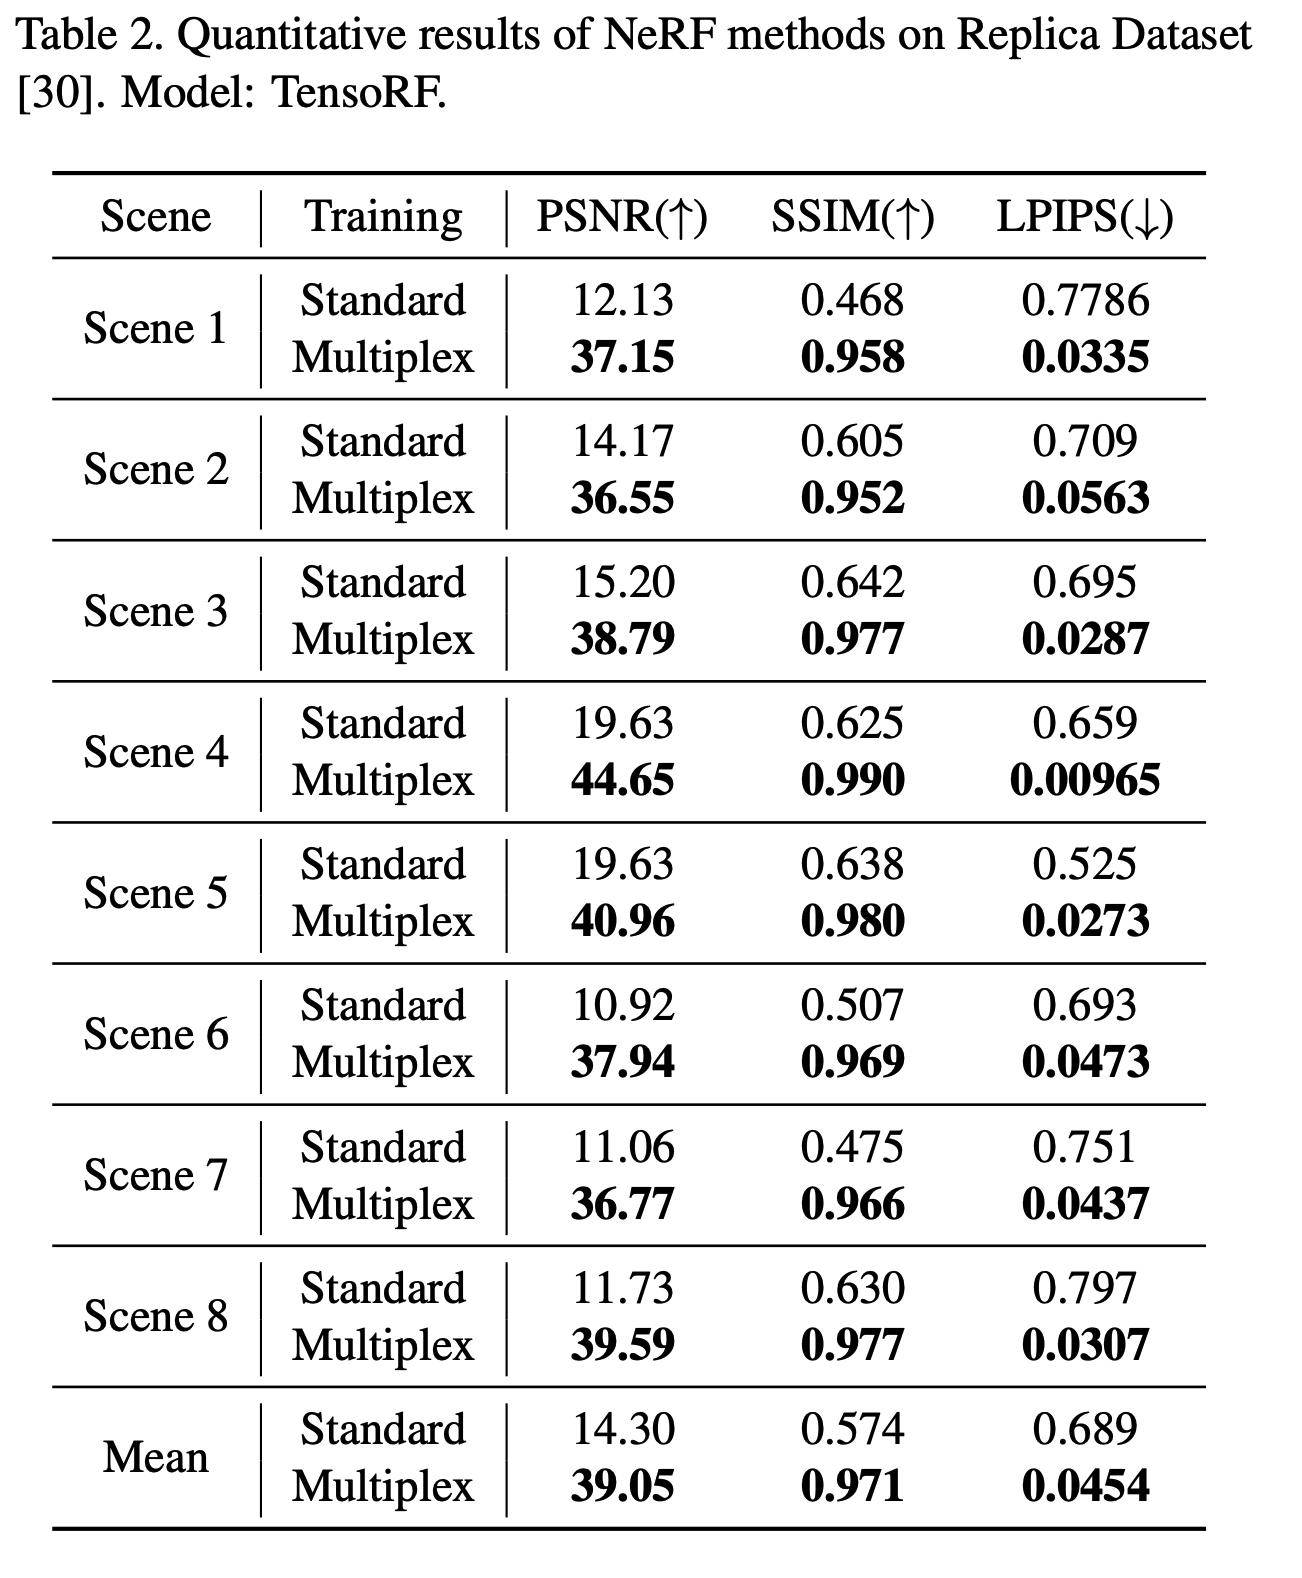 Table 2. Quantitative results of NeRF methods on Replica Dataset
[30]. Model: TensoRF.
Scene Training PSNR(↑) SSIM(↑) LPIPS(↓)
Scene 1
Standard 12.13 0.468 0.7786
Multiplex 37.15 0.958 0.0335
Scene 2
Standard 14.17 0.605 0.709
Multiplex 36.55 0.952 0.0563
Scene 3
Standard 15.20 0.642 0.695
Multiplex 38.79 0.977 0.0287
Scene 4
Standard 19.63 0.625 0.659
Multiplex 44.65 0.990 0.00965
Scene 5
Standard 19.63 0.638 0.525
Multiplex 40.96 0.980 0.0273
Scene 6
Standard 10.92 0.507 0.693
Multiplex 37.94 0.969 0.0473
Scene 7
Standard 11.06 0.475 0.751
Multiplex 36.77 0.966 0.0437
Scene 8
Standard 11.73 0.630 0.797
Multiplex 39.59 0.977 0.0307
Mean
Standard 14.30 0.574 0.689
Multiplex 39.05 0.971 0.0454